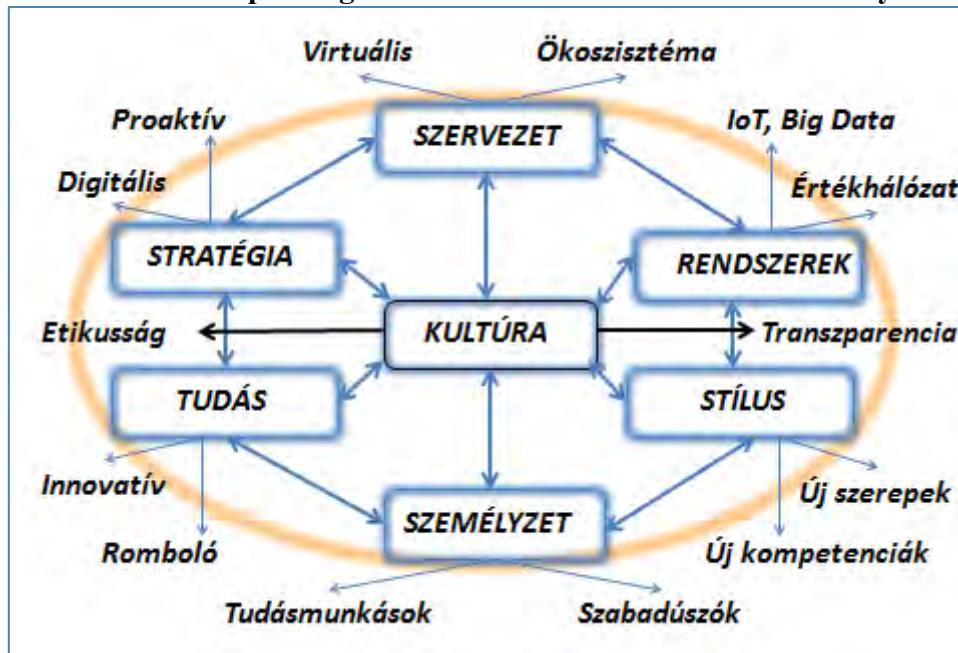 Virtuális Ökoszisztéma
Proaktív SZERVEZET IoT, Big Data
Digitális Értékhálózat
STRATÉGIA RENDSZEREK
Etikusság KULTÚRA Transzparencia
TUDÁS STÍLUS
Innovatív Új szerepek
SZEMÉLYZET
Romboló Új kompetenciák
Tudásmunkások Szabadúszók